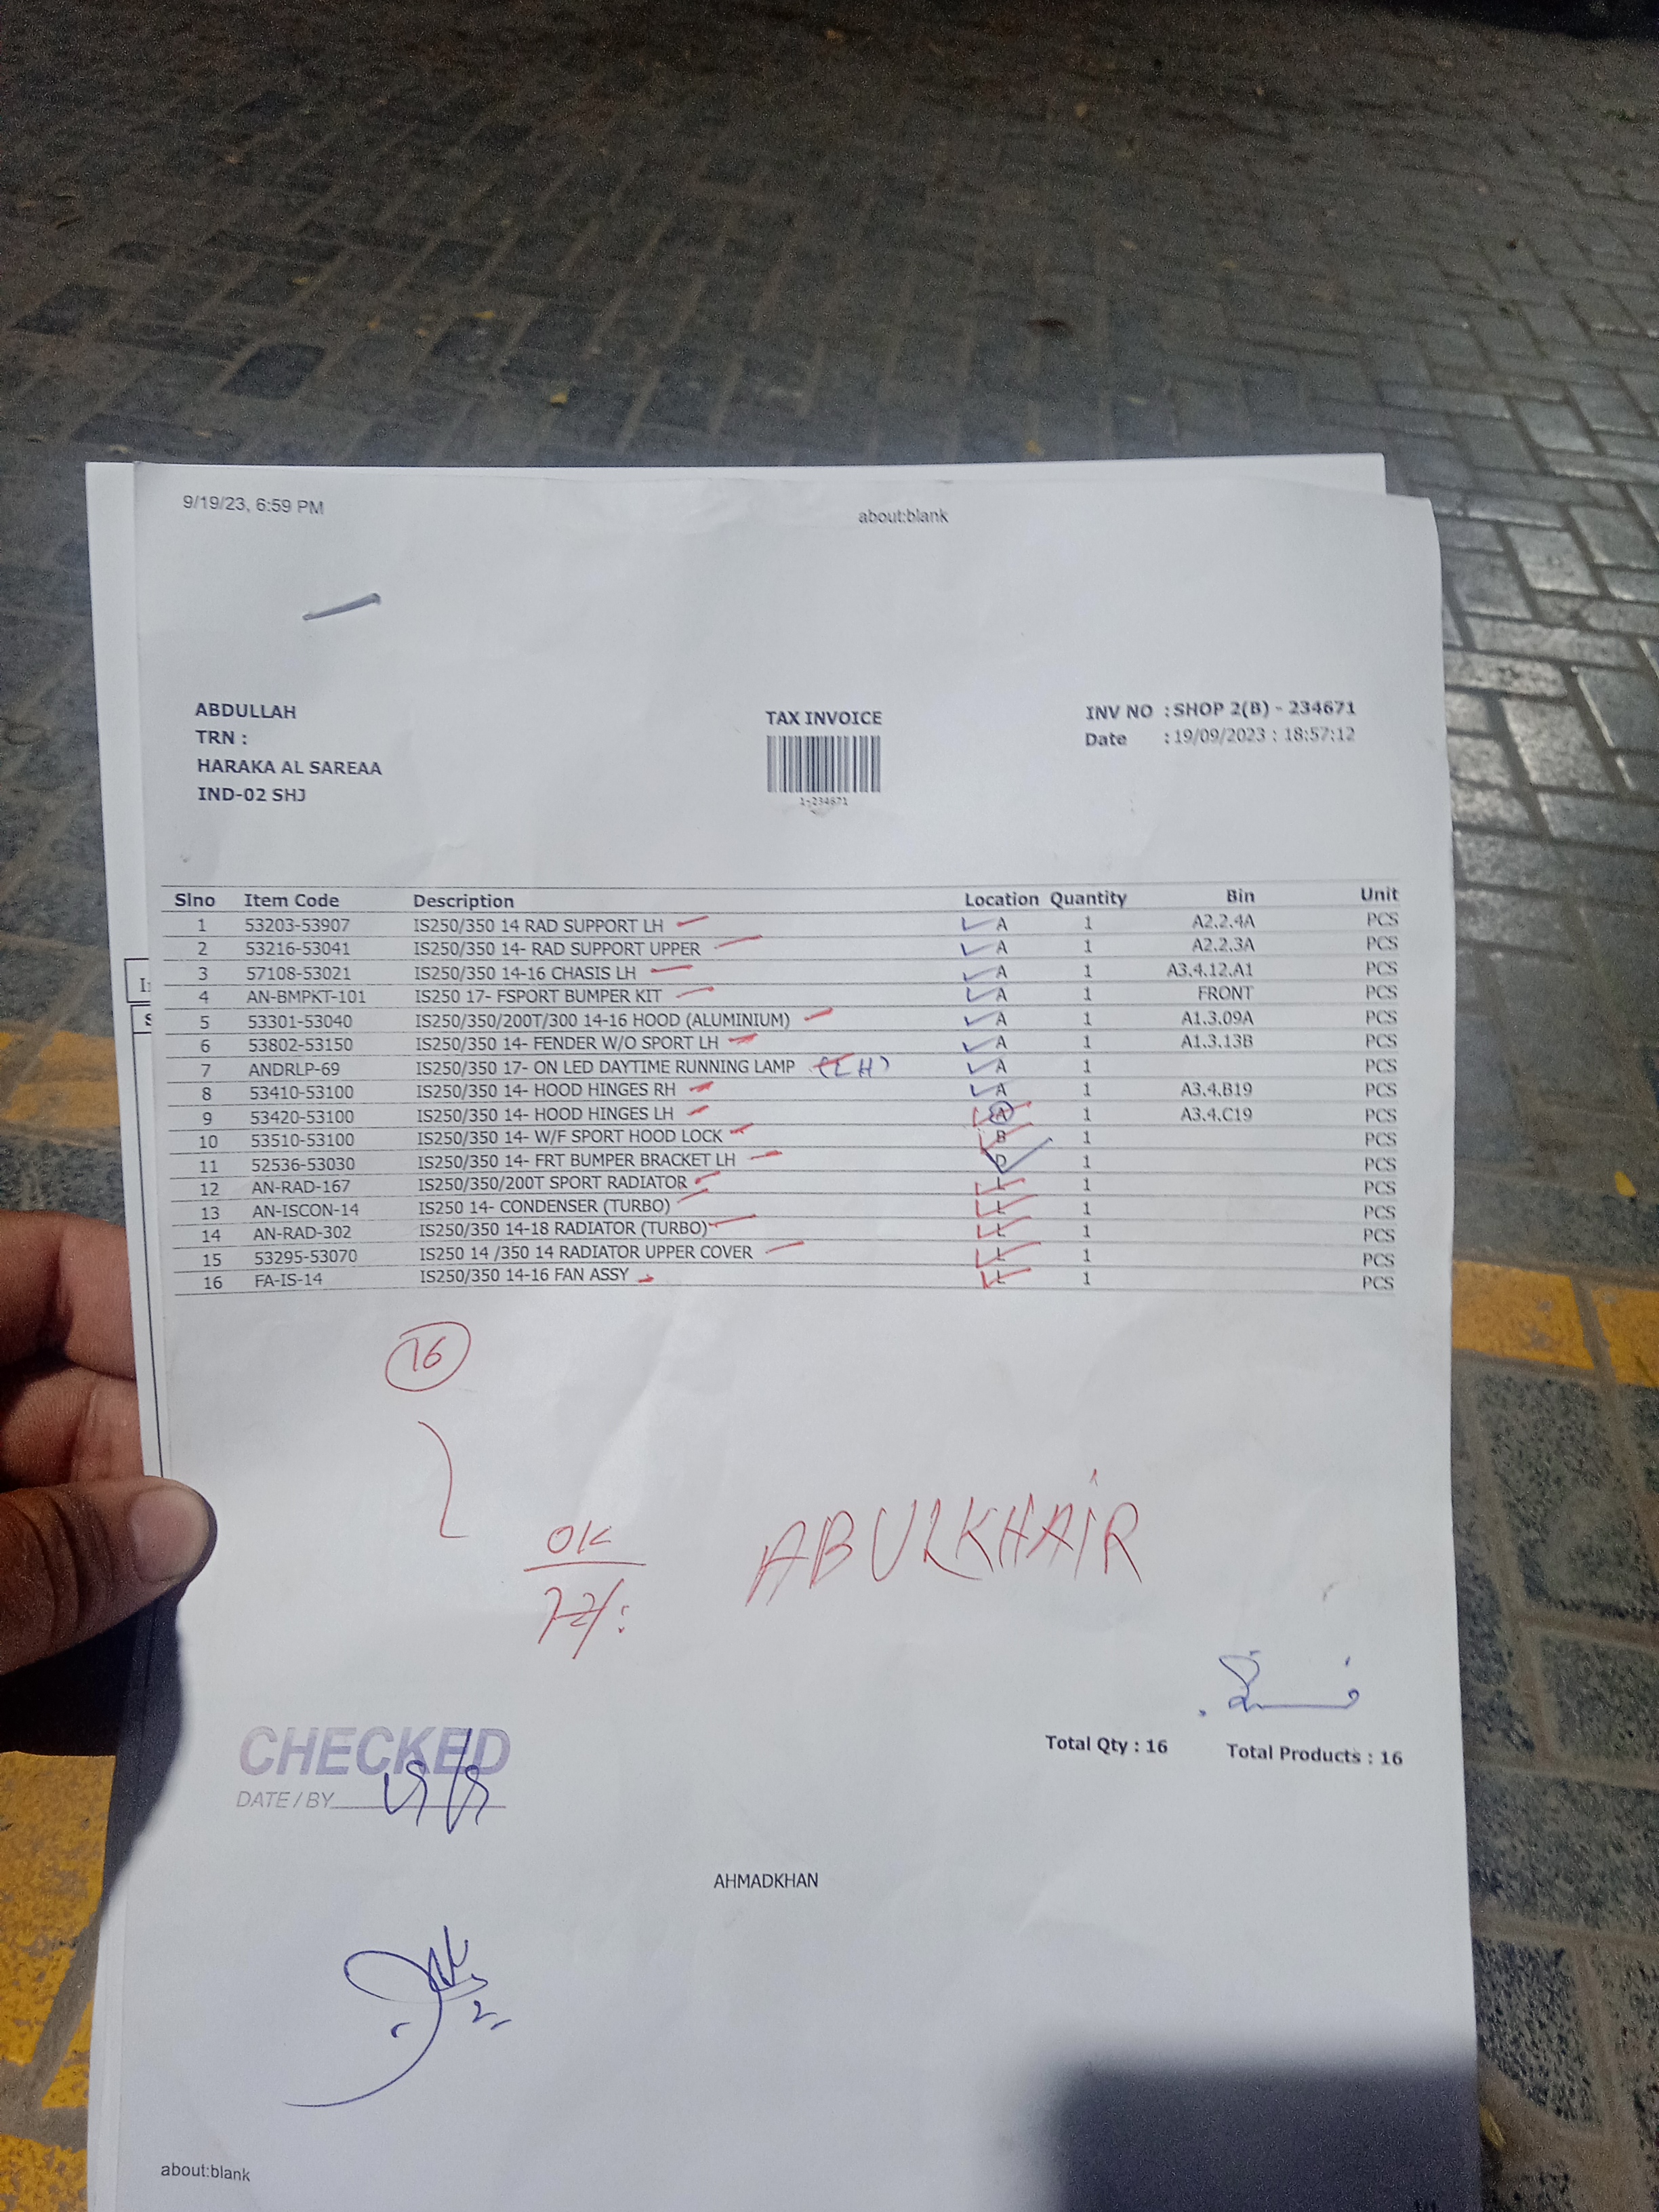 9/19/23, 6:59 PM about:blank
ABDULLAH
TRN :
HARAKA AL SAREAA
IND-02 SHJ
TAX INVOICE
1-234671
INV NO : SHOP 2(B) - 234671
Date : 19/09/2023 : 18:57:12
Slno Item Code Description Location Quantity Bin Unit
1 53203-53907 IS250/350 14 RAD SUPPORT LH A 1 A2.2.4A PCS
2 53216-53041 IS250/350 14- RAD SUPPORT UPPER A 1 A2.2.3A PCS
3 57108-53021 IS250/350 14-16 CHASIS LH A 1 A3.4.12.A1 PCS
4 AN-BMPKT-101 IS250 17- FSPORT BUMPER KIT A 1 FRONT PCS
5 53301-53040 IS250/350/200T/300 14-16 HOOD (ALUMINIUM) A 1 A1.3.09A PCS
6 53802-53150 IS250/350 14- FENDER W/O SPORT LH A 1 A1.3.13B PCS
7 ANDRLP-69 IS250/350 17- ON LED DAYTIME RUNNING LAMP (LH) A 1 PCS
8 53410-53100 IS250/350 14- HOOD HINGES RH A 1 A3.4.B19 PCS
9 53420-53100 IS250/350 14- HOOD HINGES LH A 1 A3.4.C19 PCS
10 53510-53100 IS250/350 14- W/F SPORT HOOD LOCK B 1 PCS
11 52536-53030 IS250/350 14- FRT BUMPER BRACKET LH D 1 PCS
12 AN-RAD-167 IS250/350/200T SPORT RADIATOR L 1 PCS
13 AN-ISCON-14 IS250 14- CONDENSER (TURBO) L 1 PCS
14 AN-RAD-302 IS250/350 14-18 RADIATOR (TURBO) L 1 PCS
15 53295-53070 IS250 14 /350 14 RADIATOR UPPER COVER L 1 PCS
16 FA-IS-14 IS250/350 14-16 FAN ASSY L 1 PCS
16
OK
ABULKHAIR
CHECKED
DATE / BY
Total Qty : 16 Total Products : 16
AHMADKHAN
about:blank